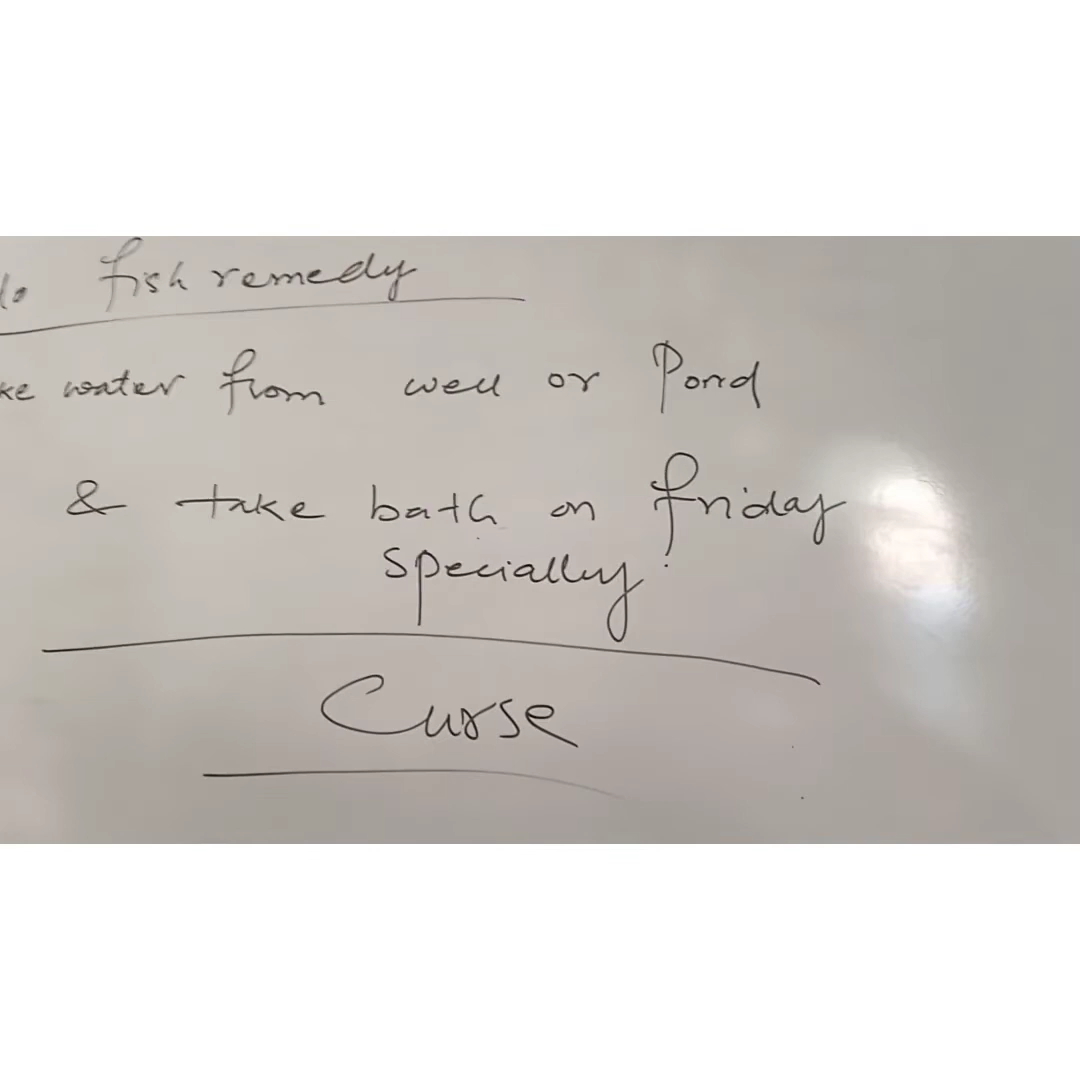 fish remedy
water from well or Pond
& take bath on friday
specially.
Curse